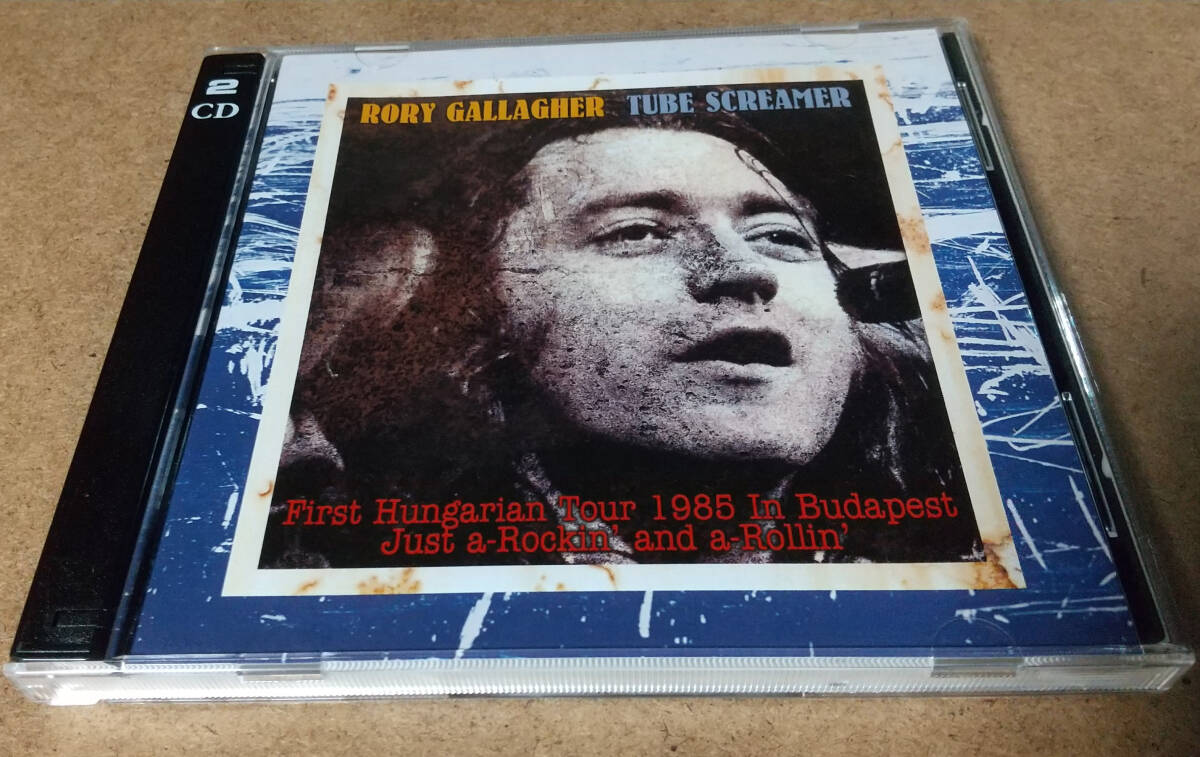 2
CD
RORY GALLAGHER TUBE SCREAMER
First Hungarian Tour 1985 In Budapest
Just a-Rockin' and a-Rollin'